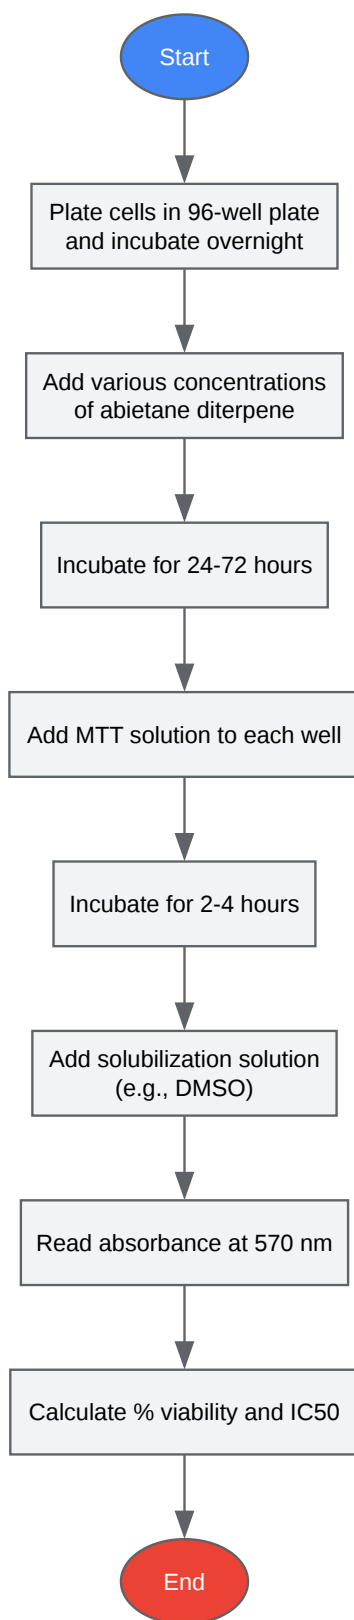 Start
Plate cells in 96-well plate
and incubate overnight
Add various concentrations
of abietane diterpene
Incubate for 24-72 hours
Add MTT solution to each well
Incubate for 2-4 hours
Add solubilization solution
(e.g., DMSO)
Read absorbance at 570 nm
Calculate % viability and IC50
End